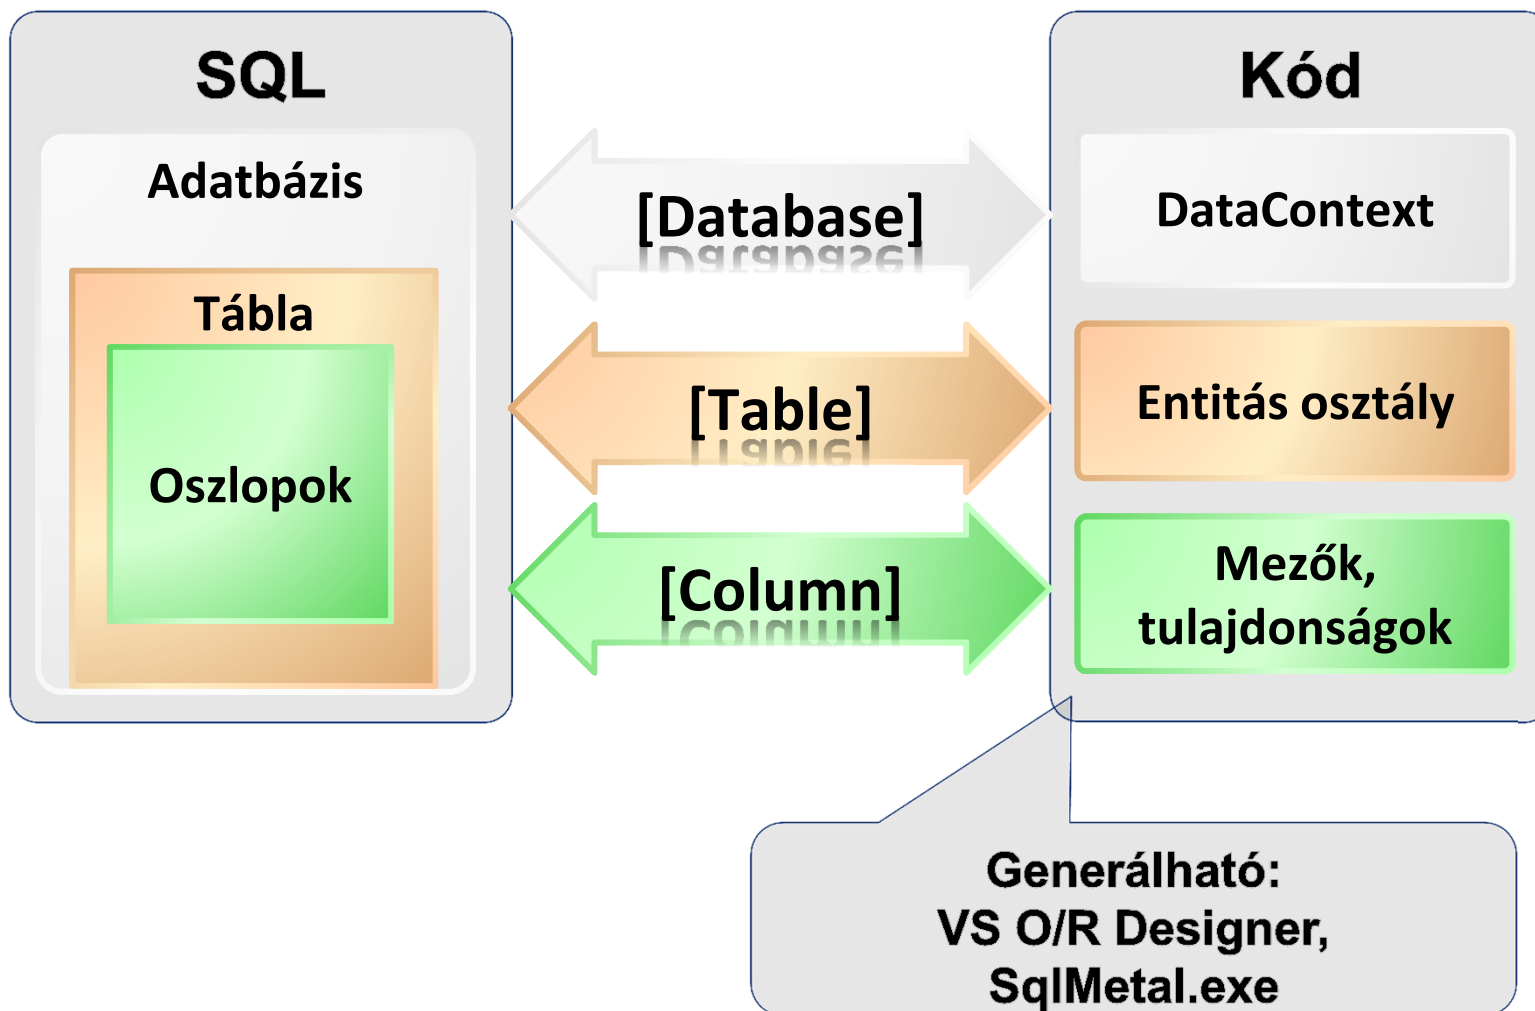 SQL
Adatbázis
Tábla
Oszlopok
[Database]
[Table]
[Column]
Kód
DataContext
Entitás osztály
Mezők,
tulajdonságok
Generálható:
VS O/R Designer,
SqlMetal.exe